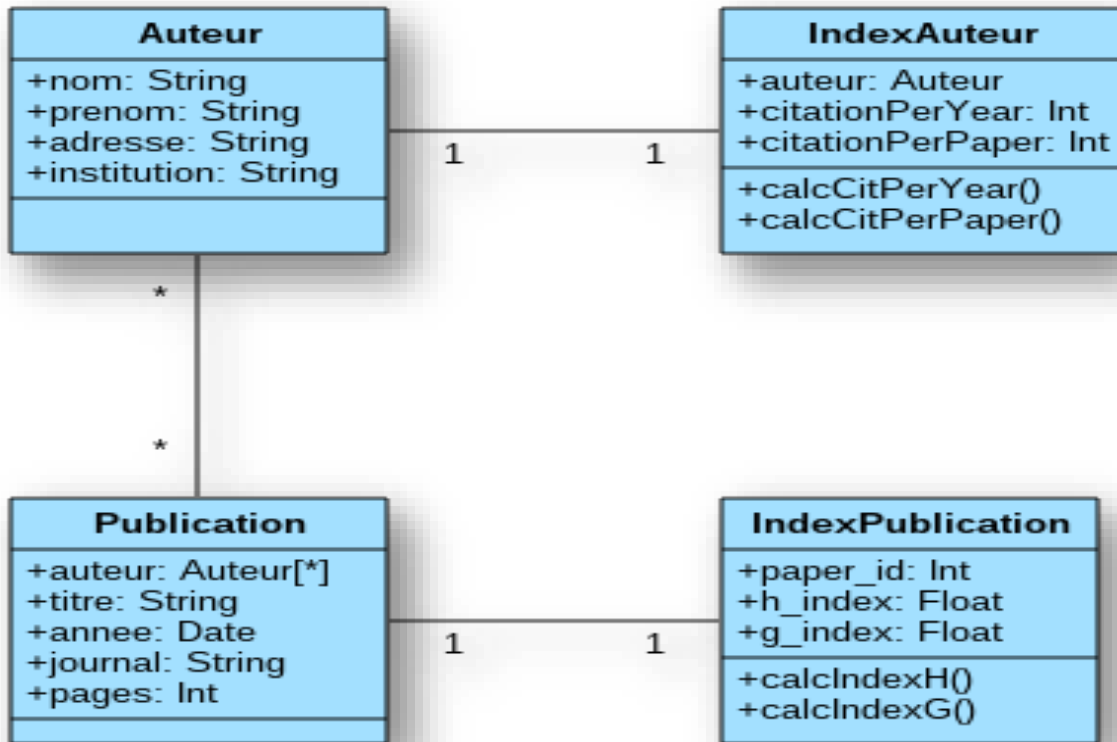 Auteur
+nom: String
+prenom: String
+adresse: String
+institution: String
1
1
IndexAuteur
+auteur: Auteur
+citationPerYear: Int
+citationPerPaper: Int
+calcCitPerYear()
+calcCitPerPaper()
*
*
Publication
+auteur: Auteur[*]
+titre: String
+annee: Date
+journal: String
+pages: Int
1
1
IndexPublication
+paper_id: Int
+h_index: Float
+g_index: Float
+calcIndexH()
+calcIndexG()